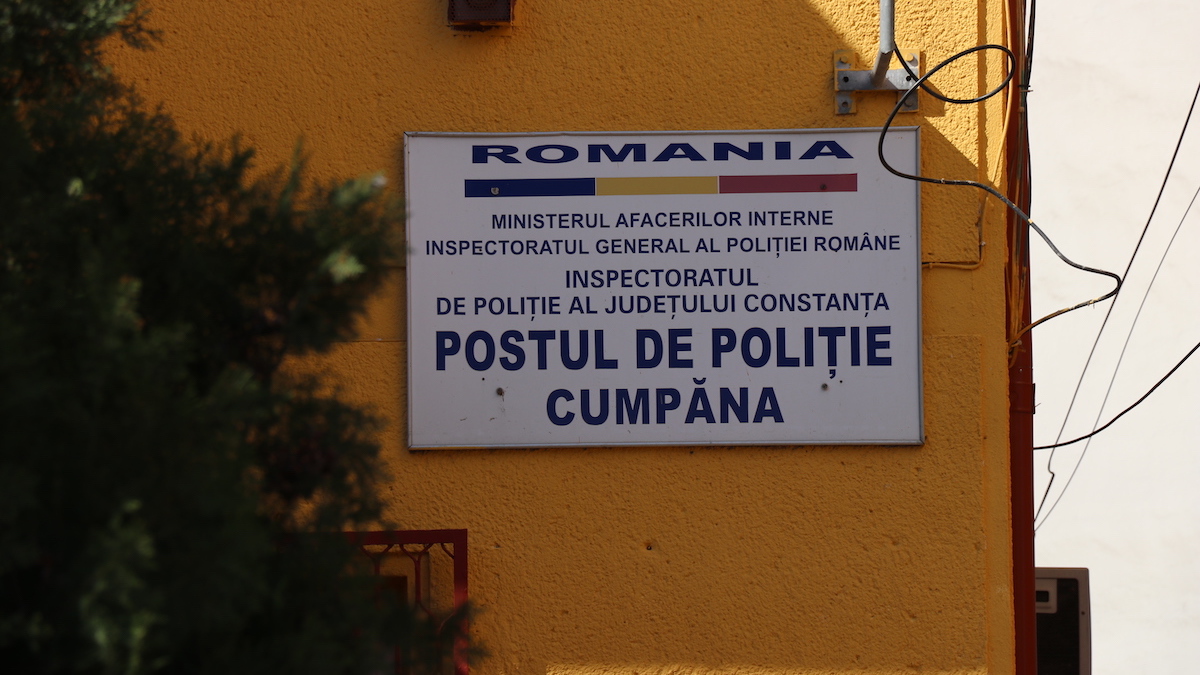 ROMANIA
MINISTERUL AFACERILOR INTERNE
INSPECTORATUL GENERAL AL POLIȚIEI ROMÂNE
INSPECTORATUL
DE POLIȚIE AL JUDEȚULUI CONSTANȚA
POSTUL DE POLIȚIE
CUMPĂNA